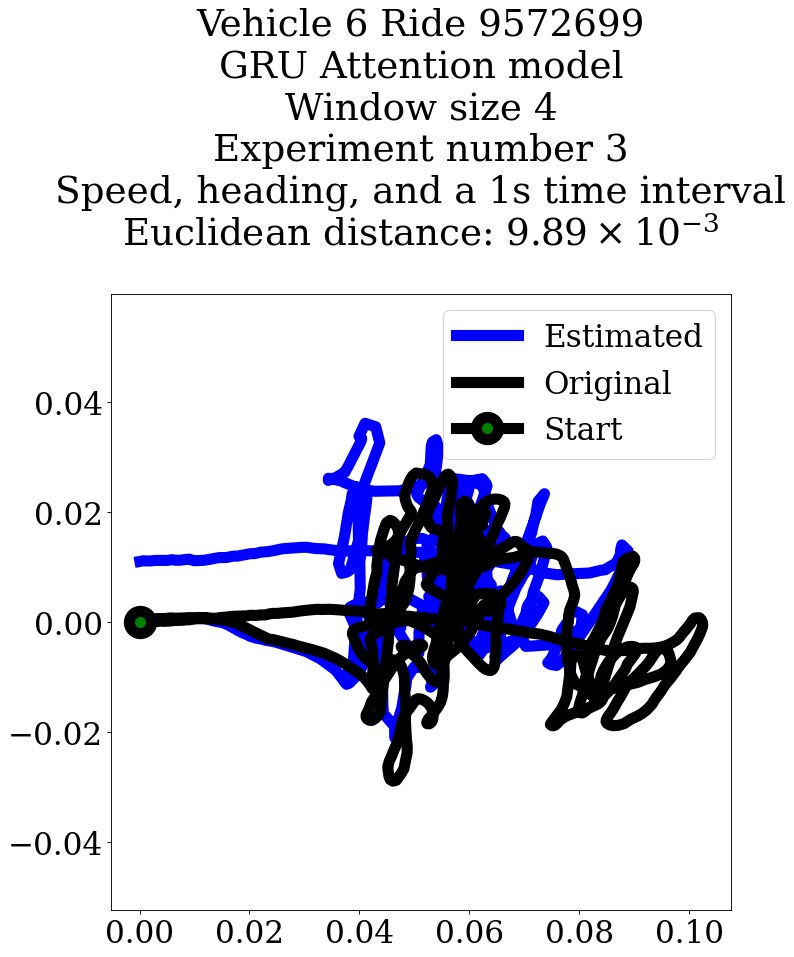 Vehicle 6 Ride 9572699
GRU Attention model
Window size 4
Experiment number 3
Speed, heading, and a 1s time interval
Euclidean distance: 9.89 × 10⁻³
Estimated
Original
Start
0.04
0.02
0.00
−0.02
−0.04
0.00 0.02 0.04 0.06 0.08 0.10